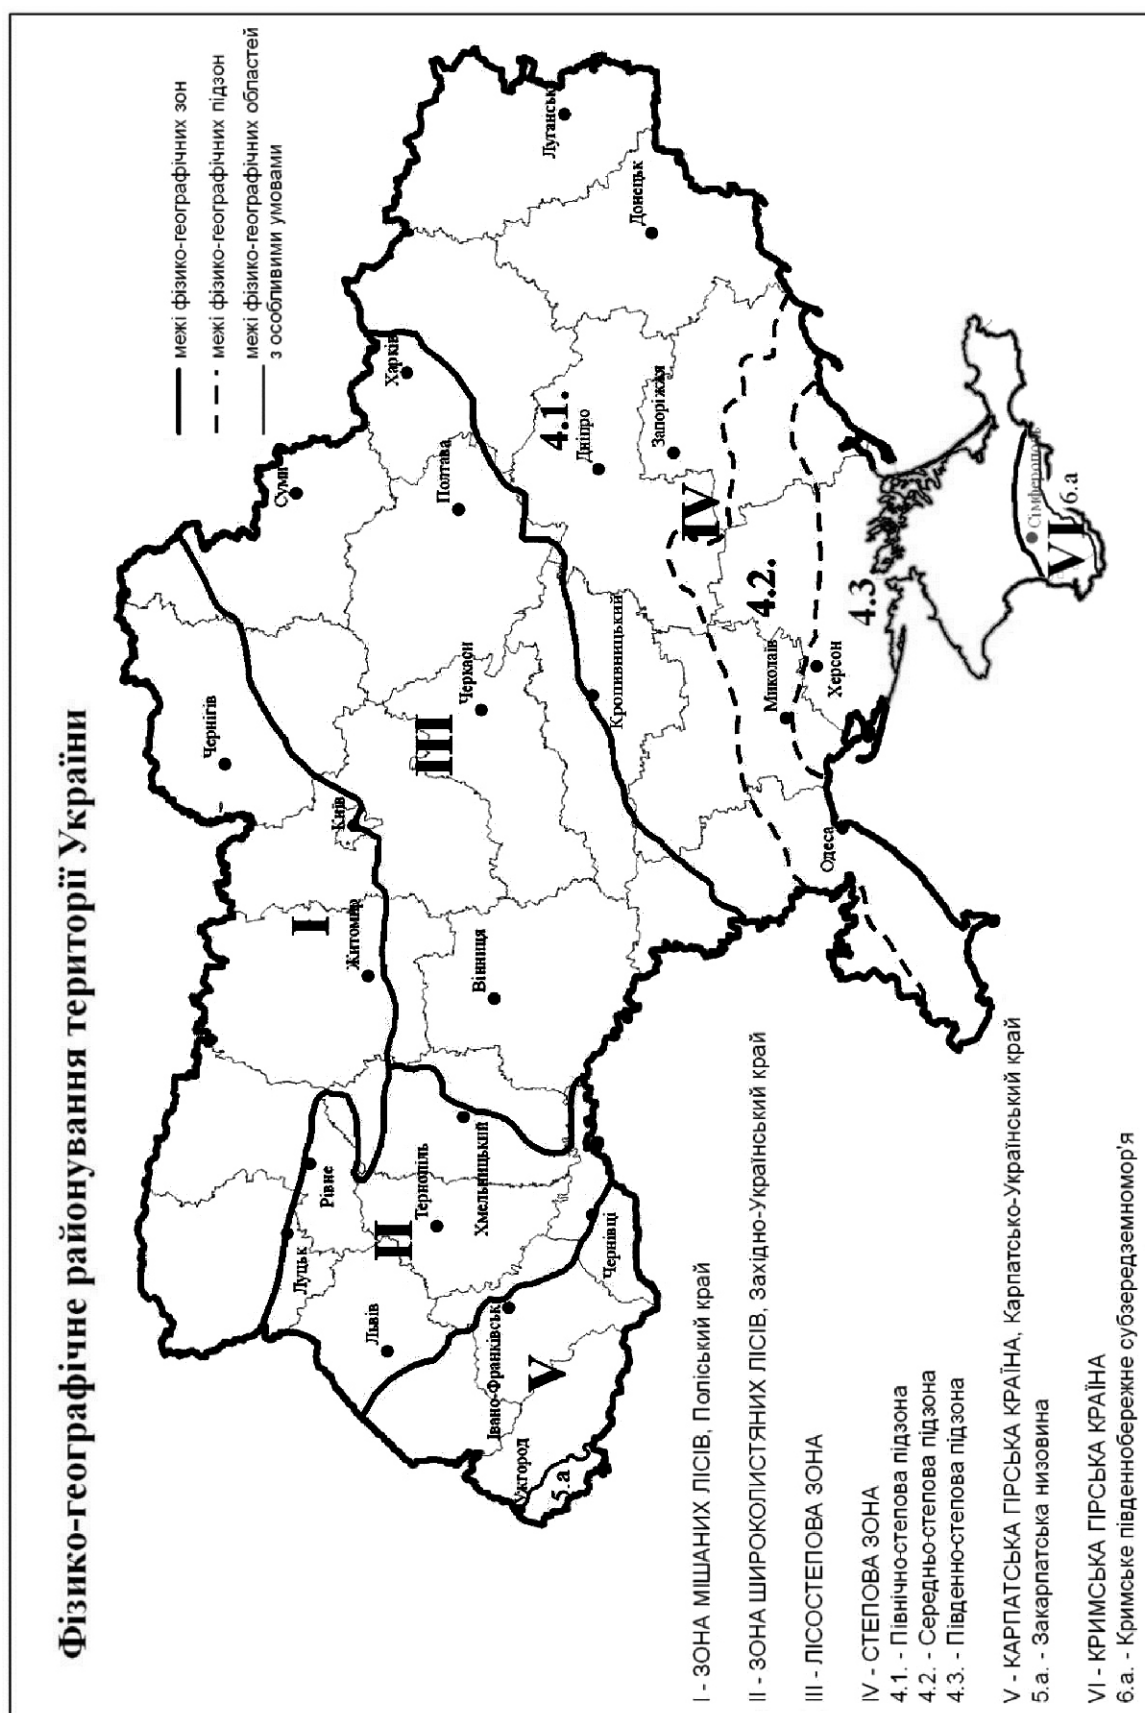 Фізико-географічне районування території України
межі фізико-географічних зон
межі фізико-географічних підзон
межі фізико-географічних областей
з особливими умовами
Чернігів
Суми
Київ
Житомир
Луцьк
Рівне
Львів
Тернопіль
Хмельницький
Вінниця
Черкаси
Полтава
Харків
Луганськ
Донецьк
Дніпро
Запоріжжя
Кропивницький
Івано-Франківськ
Ужгород
Чернівці
Миколаїв
Херсон
Одеса
Сімферополь
I
II
III
IV
4.1.
4.2.
4.3
V
5.а
VI
6.а
I - ЗОНА МІШАНИХ ЛІСІВ, Поліський край
II - ЗОНА ШИРОКОЛИСТЯНИХ ЛІСІВ, Західно-Український край
III - ЛІСОСТЕПОВА ЗОНА
IV - СТЕПОВА ЗОНА
4.1. - Північно-степова підзона
4.2. - Середньо-степова підзона
4.3. - Південно-степова підзона
V - КАРПАТСЬКА ГІРСЬКА КРАЇНА, Карпатсько-Український край
5.а. - Закарпатська низовина
VI - КРИМСЬКА ГІРСЬКА КРАЇНА
6.а. - Кримське південнобережне субзередземномор'я